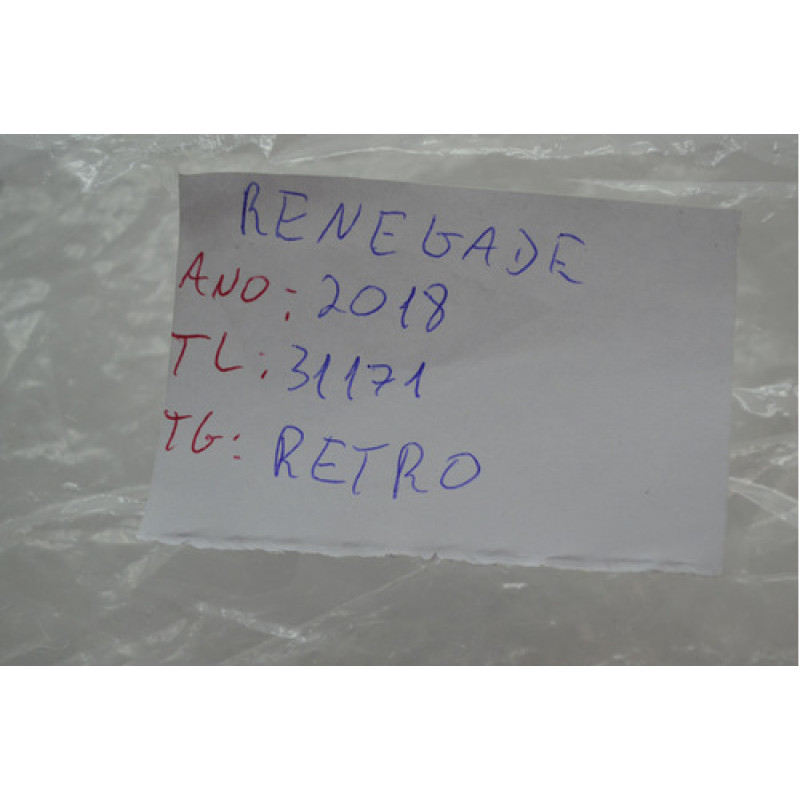 RENEGADE
ANO: 2018
TL: 31171
TG: RETRO